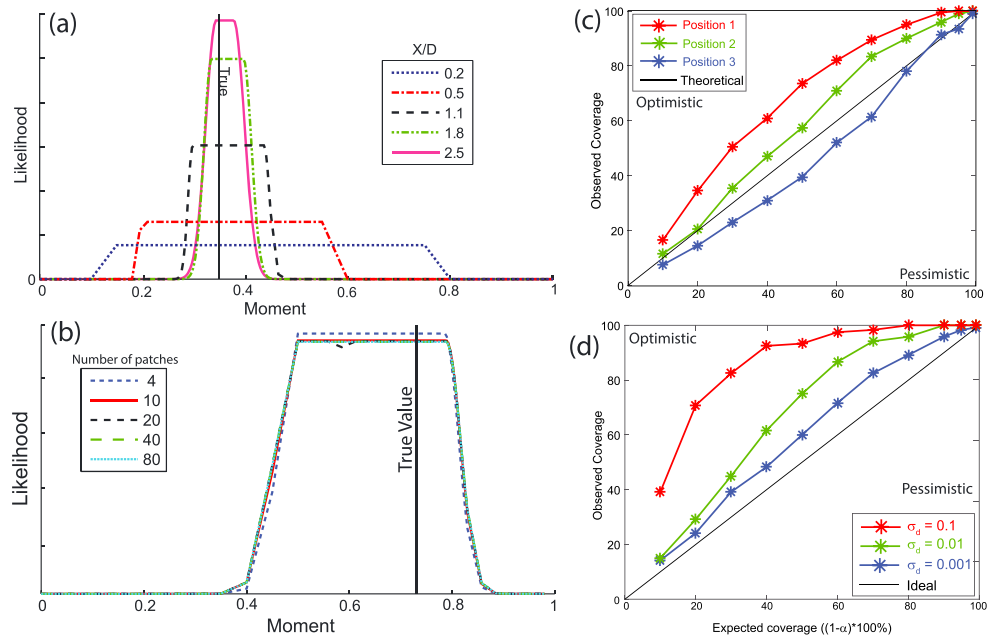 (a)
X/D
0.2
0.5
1.1
1.8
2.5
True
Likelihood
0
0 0.2 0.4 0.6 0.8 1
Moment
(b)
Number of patches
4
10
20
40
80
True Value
Likelihood
0 0.2 0.4 0.6 0.8 1
Moment
(c)
Position 1
Position 2
Position 3
Theoretical
Optimistic
Pessimistic
Observed Coverage
100
80
60
40
20
0
0 20 40 60 80 100
(d)
Optimistic
Pessimistic
σd = 0.1
σd = 0.01
σd = 0.001
Ideal
Observed Coverage
100
80
60
40
20
0
0 20 40 60 80 100
Expected coverage ((1-α)*100%)